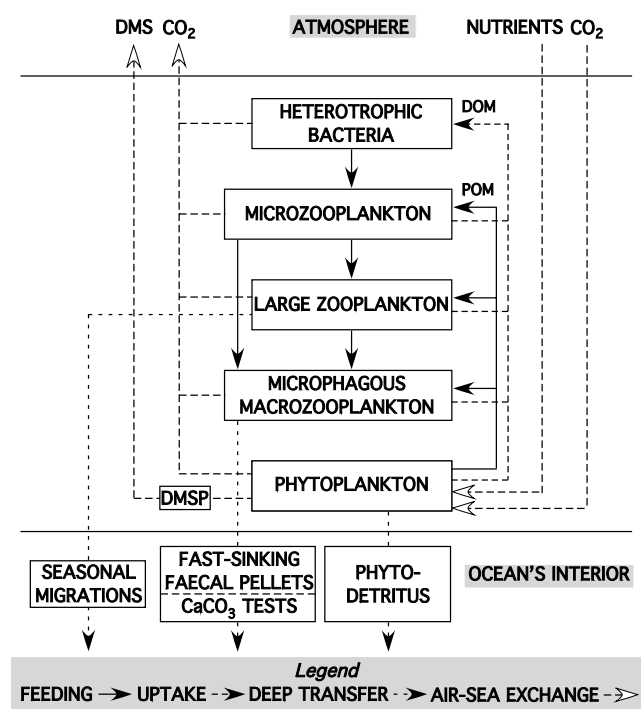 DMS CO2 ATMOSPHERE NUTRIENTS CO2
HETEROTROPHIC
BACTERIA
DOM
MICROZOOPLANKTON
POM
LARGE ZOOPLANKTON
MICROPHAGOUS
MACROZOOPLANKTON
PHYTOPLANKTON
DMSP
SEASONAL
MIGRATIONS
FAST-SINKING
FAECAL PELLETS
CaCO3 TESTS
PHYTO-
DETRITUS
OCEAN'S INTERIOR
Legend
FEEDING UPTAKE DEEP TRANSFER AIR-SEA EXCHANGE